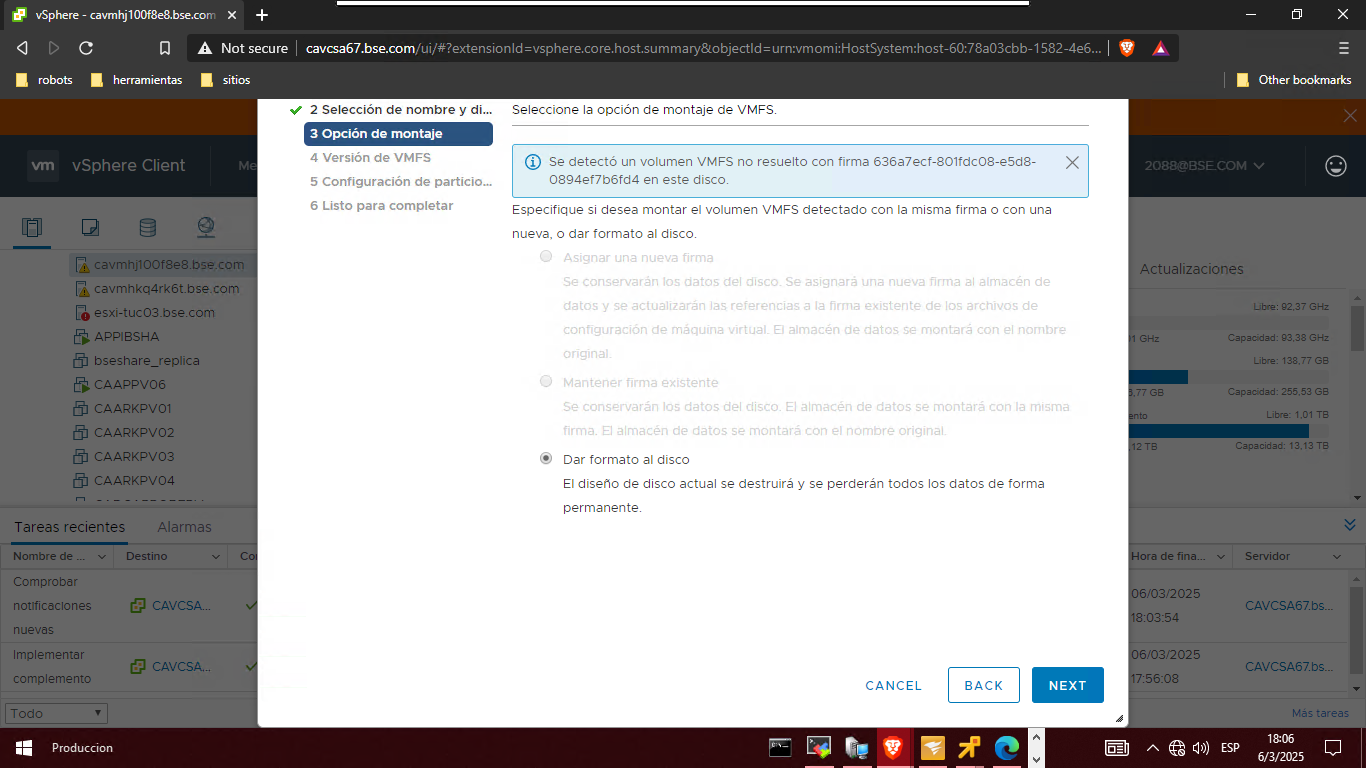 vSphere - cavmhj100f8e8.bse.com
Not secure
cavcsa67.bse.com/ui/#?extensionId=vsphere.core.host.summary&objectId=urn:vmomi:HostSystem:host-60:78a03cbb-1582-4e6...
robots
herramientas
sitios
Other bookmarks
vm
vSphere Client
Me
2088@BSE.COM
2 Selección de nombre y di...
3 Opción de montaje
4 Versión de VMFS
5 Configuración de particio...
6 Listo para completar
Seleccione la opción de montaje de VMFS.
Se detectó un volumen VMFS no resuelto con firma 636a7ecf-801fdc08-e5d8-
0894ef7b6fd4 en este disco.
Especifique si desea montar el volumen VMFS detectado con la misma firma o con una
nueva, o dar formato al disco.
Asignar una nueva firma
Se conservarán los datos del disco. Se asignará una nueva firma al almacén de
datos y se actualizarán las referencias a la firma existente de los archivos de
configuración de máquina virtual. El almacén de datos se montará con el nombre
original.
Mantener firma existente
Se conservarán los datos del disco. El almacén de datos se montará con la misma
firma. El almacén de datos se montará con el nombre original.
Dar formato al disco
El diseño de disco actual se destruirá y se perderán todos los datos de forma
permanente.
CANCEL
BACK
NEXT
cavmhj100f8e8.bse.com
cavmhkq4rk6t.bse.com
esxi-tuc03.bse.com
APPIBSHA
bseshare_replica
CAAPPV06
CAARKPV01
CAARKPV02
CAARKPV03
CAARKPV04
Actualizaciones
Libre: 92,37 GHz
01 GHz
Capacidad: 93,38 GHz
Libre: 138,77 GB
6,77 GB
Capacidad: 255,53 GB
ento
Libre: 1,01 TB
,12 TB
Capacidad: 13,13 TB
Tareas recientes
Alarmas
Nombre de ...
Destino
Hora de fina...
Servidor
Comprobar
notificaciones
nuevas
CAVCSA...
06/03/2025
18:03:54
CAVCSA67.bs...
Implementar
complemento
CAVCSA...
06/03/2025
17:56:08
CAVCSA67.bs...
Todo
Más tareas
Produccion
ESP
18:06
6/3/2025